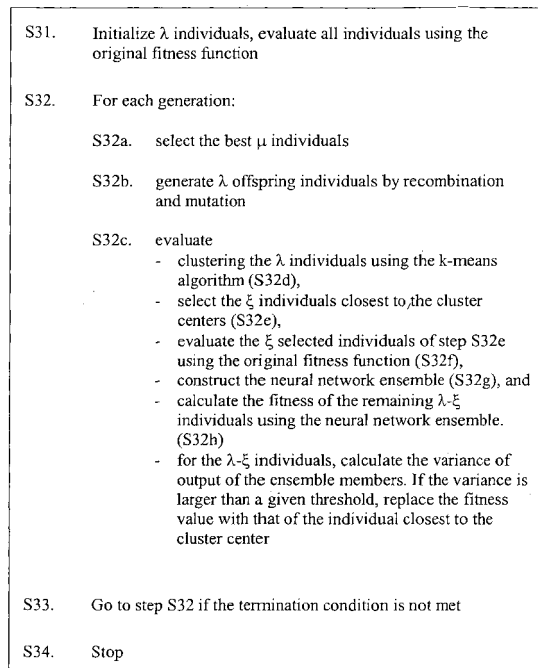 S31. Initialize λ individuals, evaluate all individuals using the
original fitness function
S32. For each generation:
S32a. select the best μ individuals
S32b. generate λ offspring individuals by recombination
and mutation
S32c. evaluate
- clustering the λ individuals using the k-means
algorithm (S32d),
- select the ξ individuals closest to the cluster
centers (S32e),
- evaluate the ξ selected individuals of step S32e
using the original fitness function (S32f),
- construct the neural network ensemble (S32g), and
- calculate the fitness of the remaining λ-ξ
individuals using the neural network ensemble.
(S32h)
- for the λ-ξ individuals, calculate the variance of
output of the ensemble members. If the variance is
larger than a given threshold, replace the fitness
value with that of the individual closest to the
cluster center
S33. Go to step S32 if the termination condition is not met
S34. Stop